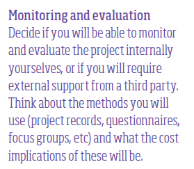 Monitoring and evaluation
Decide if you will be able to monitor
and evaluate the project internally
yourselves, or if you will require
external support from a third party.
Think about the methods you will
use (project records, questionnaires,
focus groups, etc) and what the cost
implications of these will be.